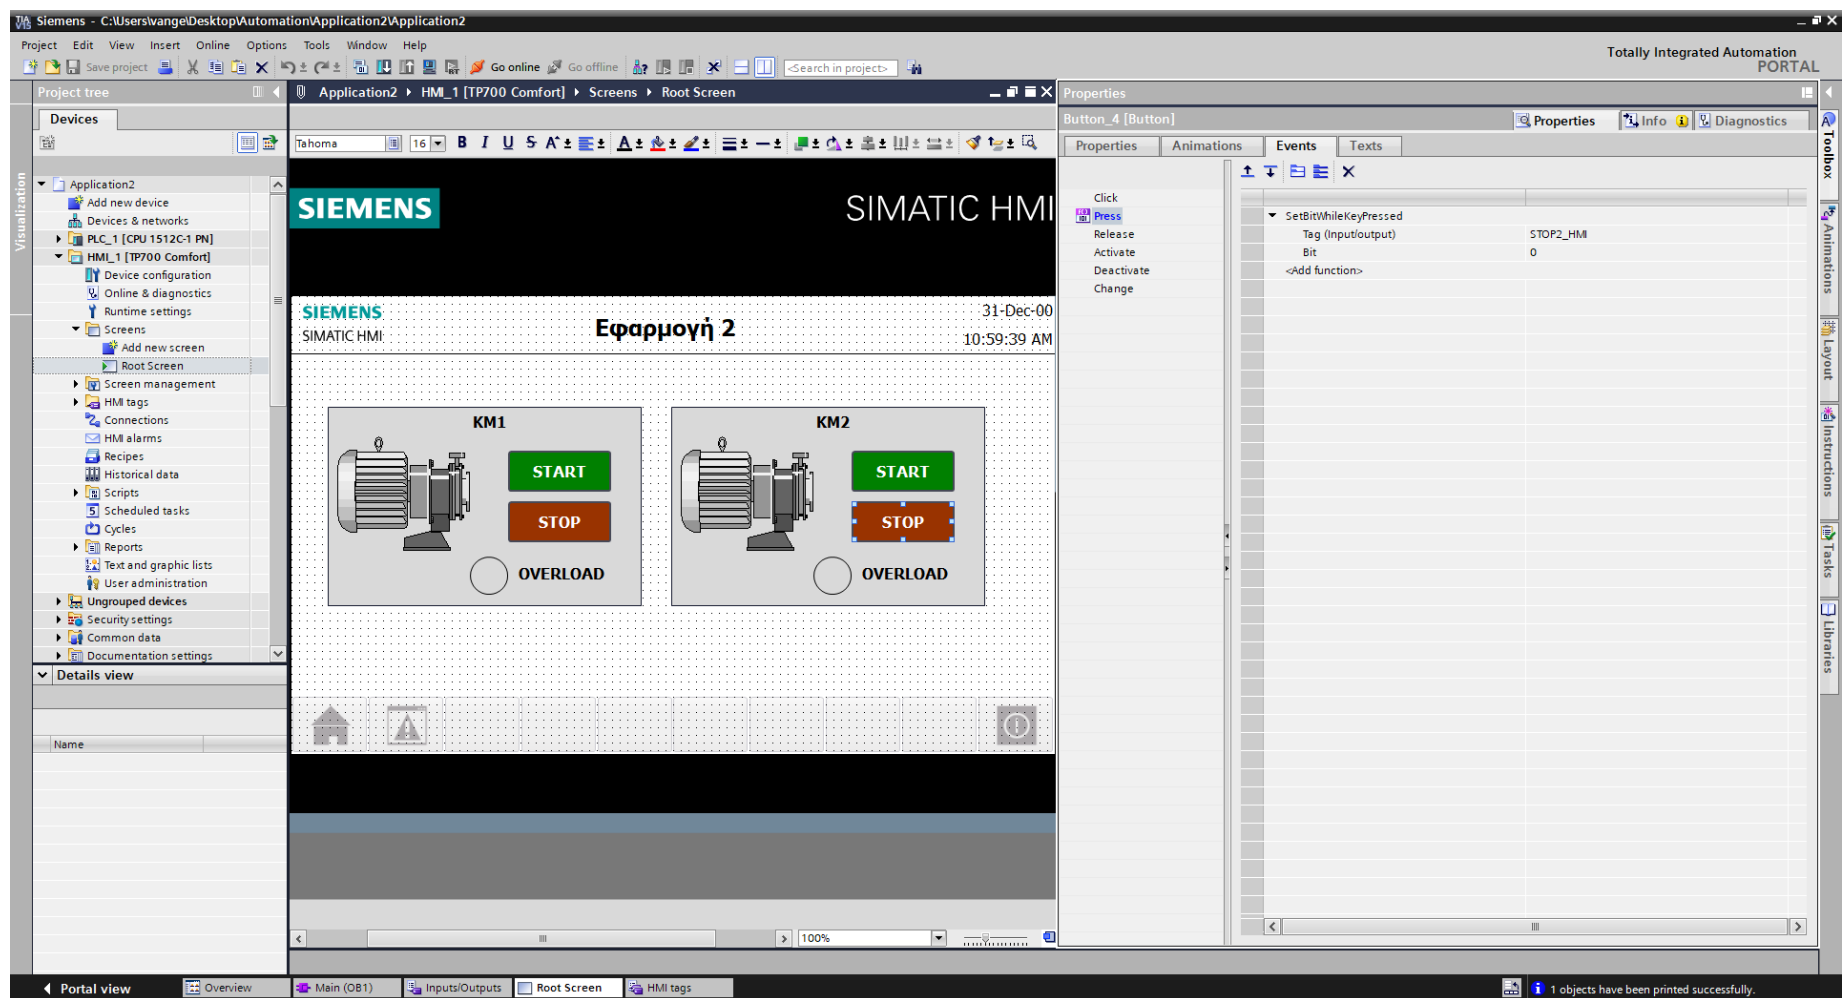 Siemens - C:\Users\vange\Desktop\Automation\Application2\Application2
Project Edit View Insert Online Options Tools Window Help
Totally Integrated Automation
PORTAL
Save project Go online Go offline <Search in project>
Project tree
Application2 HMI_1 [TP700 Comfort] Screens Root Screen
Properties
Devices
Button_4 [Button]
Properties Info Diagnostics
Tahoma 16 B I U S
Properties Animations Events Texts
Visualization
Application2
Add new device
Devices & networks
PLC_1 [CPU 1512C-1 PN]
HMI_1 [TP700 Comfort]
Device configuration
Online & diagnostics
Runtime settings
Screens
Add new screen
Root Screen
Screen management
HMI tags
Connections
HMI alarms
Recipes
Historical data
Scripts
Scheduled tasks
Cycles
Reports
Text and graphic lists
User administration
Ungrouped devices
Security settings
Common data
Documentation settings
Details view
Name
SIEMENS
SIMATIC HMI
SIEMENS
SIMATIC HMI
Εφαρμογή 2
31-Dec-00
10:59:39 AM
KM1
START
STOP
OVERLOAD
KM2
START
STOP
OVERLOAD
100%
Click
Press
Release
Activate
Deactivate
Change
SetBitWhileKeyPressed
Tag (Input/output) STOP2_HMI
Bit 0
<Add function>
Toolbox
Animations
Layout
Instructions
Tasks
Libraries
Portal view Overview Main (OB1) Inputs/Outputs Root Screen HMI tags
1 objects have been printed successfully.